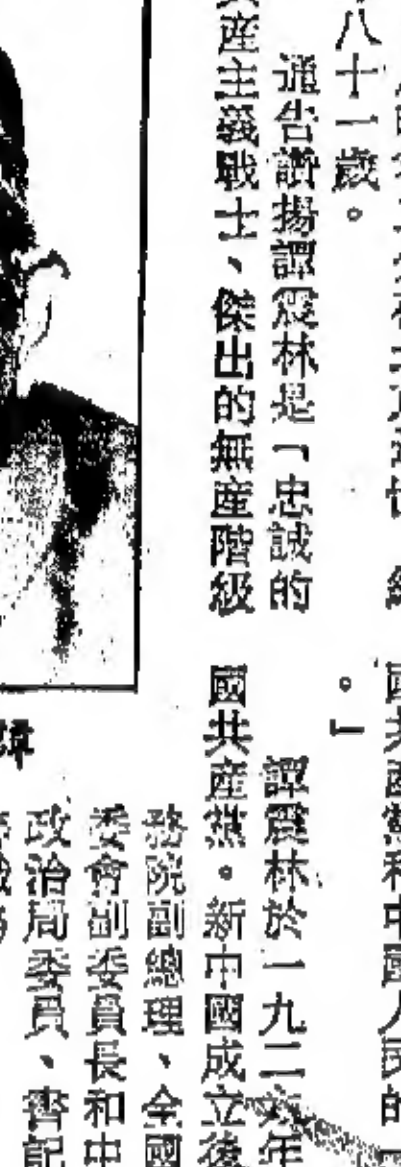 八十一歲。
通告讚揚譚震林是「忠誠的
產主義戰士、傑出的無產階級
國共產黨和中國人民的
。」
譚震林於一九二六年
國共產黨。新中國成立後
務院副總理、全國
委會副委員長和中
政治局委員、書記
譚